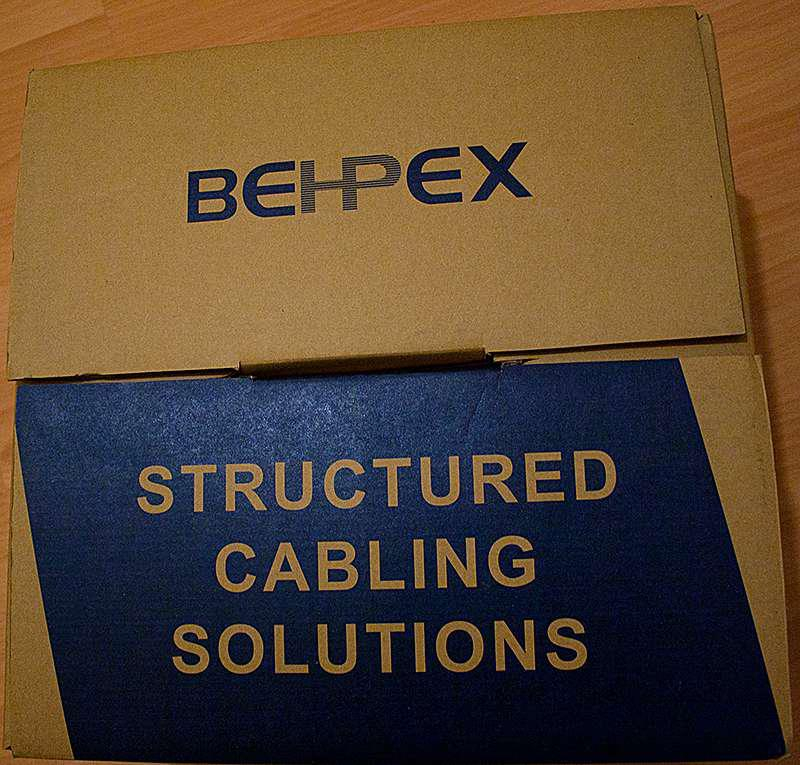 BEHPEX
STRUCTURED
CABLING
SOLUTIONS